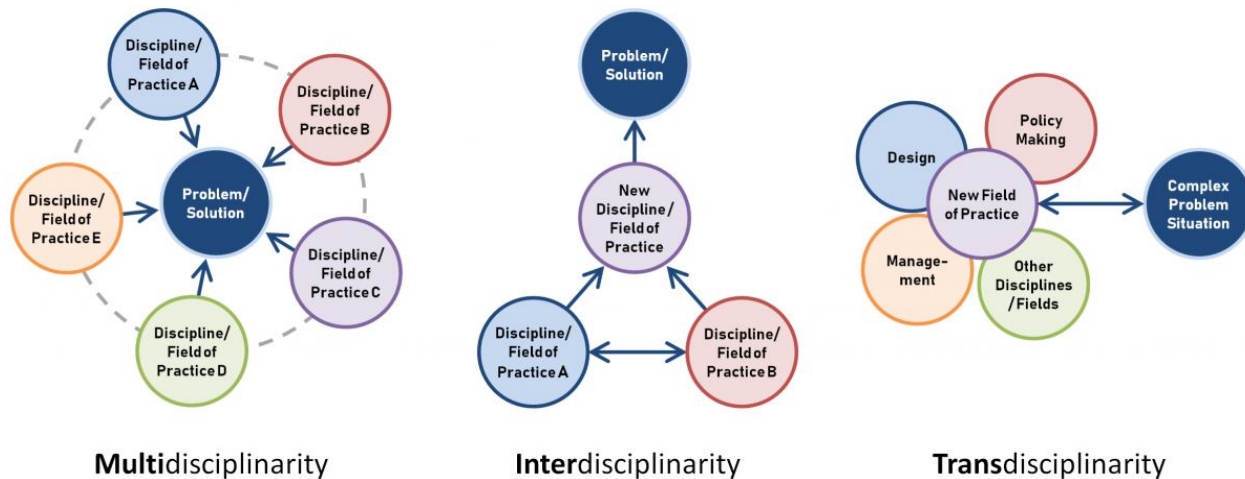 Discipline/
Field of
Practice A
Discipline/
Field of
Practice B
Discipline/
Field of
Practice E
Problem/
Solution
Discipline/
Field of
Practice C
Discipline/
Field of
Practice D
Multidisciplinarity
Problem/
Solution
New
Discipline/
Field of
Practice
Discipline/
Field of
Practice A
Discipline/
Field of
Practice B
Interdisciplinarity
Design
Policy
Making
New Field
of Practice
Complex
Problem
Situation
Manage-
ment
Other
Disciplines
/Fields
Transdisciplinarity